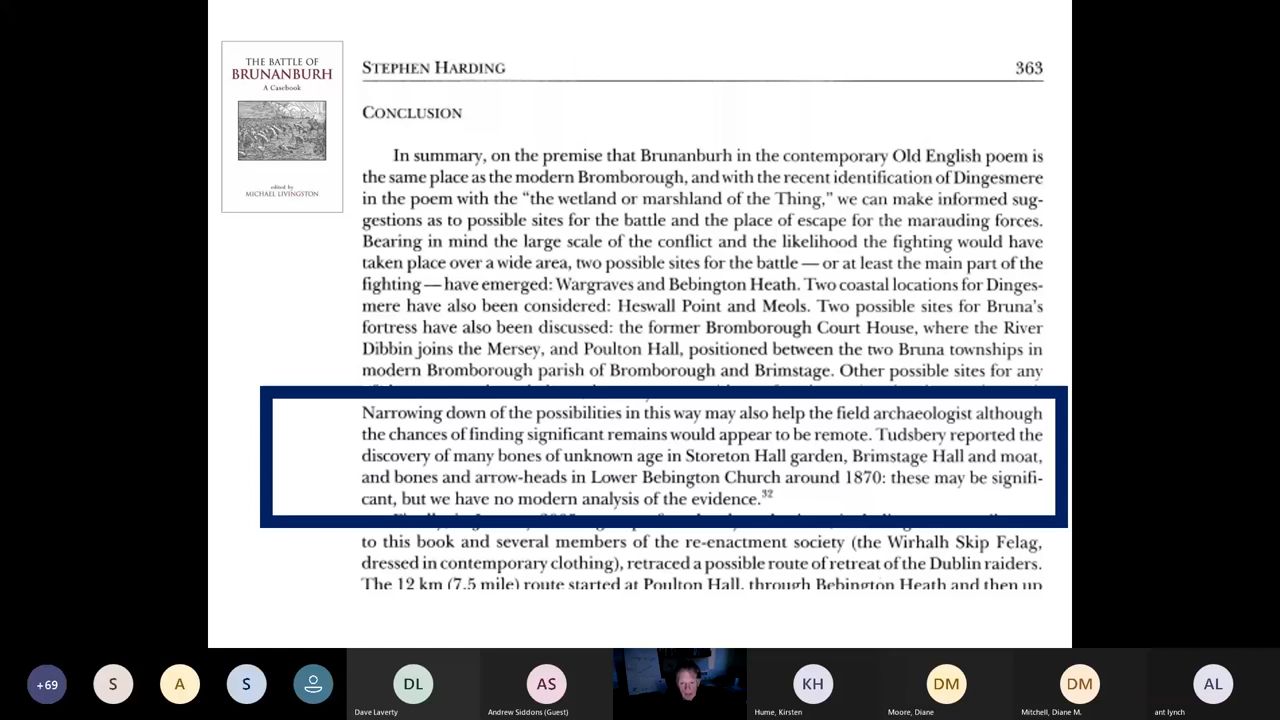 THE BATTLE OF
BRUNANBURH
A Casebook
edited by
MICHAEL LIVINGSTON
STEPHEN HARDING 363
CONCLUSION
In summary, on the premise that Brunanburh in the contemporary Old English poem is
the same place as the modern Bromborough, and with the recent identification of Dingesmere
in the poem with the “the wetland or marshland of the Thing,” we can make informed sug-
gestions as to possible sites for the battle and the place of escape for the marauding forces.
Bearing in mind the large scale of the conflict and the likelihood the fighting would have
taken place over a wide area, two possible sites for the battle — or at least the main part of the
fighting — have emerged: Wargraves and Bebington Heath. Two coastal locations for Dinges-
mere have also been considered: Heswall Point and Meols. Two possible sites for Bruna’s
fortress have also been discussed: the former Bromborough Court House, where the River
Dibbin joins the Mersey, and Poulton Hall, positioned between the two Bruna townships in
modern Bromborough parish of Bromborough and Brimstage. Other possible sites for any
Narrowing down of the possibilities in this way may also help the field archaeologist although
the chances of finding significant remains would appear to be remote. Tudsbery reported the
discovery of many bones of unknown age in Storeton Hall garden, Brimstage Hall and moat,
and bones and arrow-heads in Lower Bebington Church around 1870: these may be signifi-
cant, but we have no modern analysis of the evidence.32
to this book and several members of the re-enactment society (the Wirhalh Skip Felag,
dressed in contemporary clothing), retraced a possible route of retreat of the Dublin raiders.
The 12 km (7.5 mile) route started at Poulton Hall, through Bebington Heath and then up
+69 S A S DL AS KH DM DM AL
Dave Laverty Andrew Siddons (Guest) Hume, Kirsten Moore, Diane Mitchell, Diane M. ant lynch